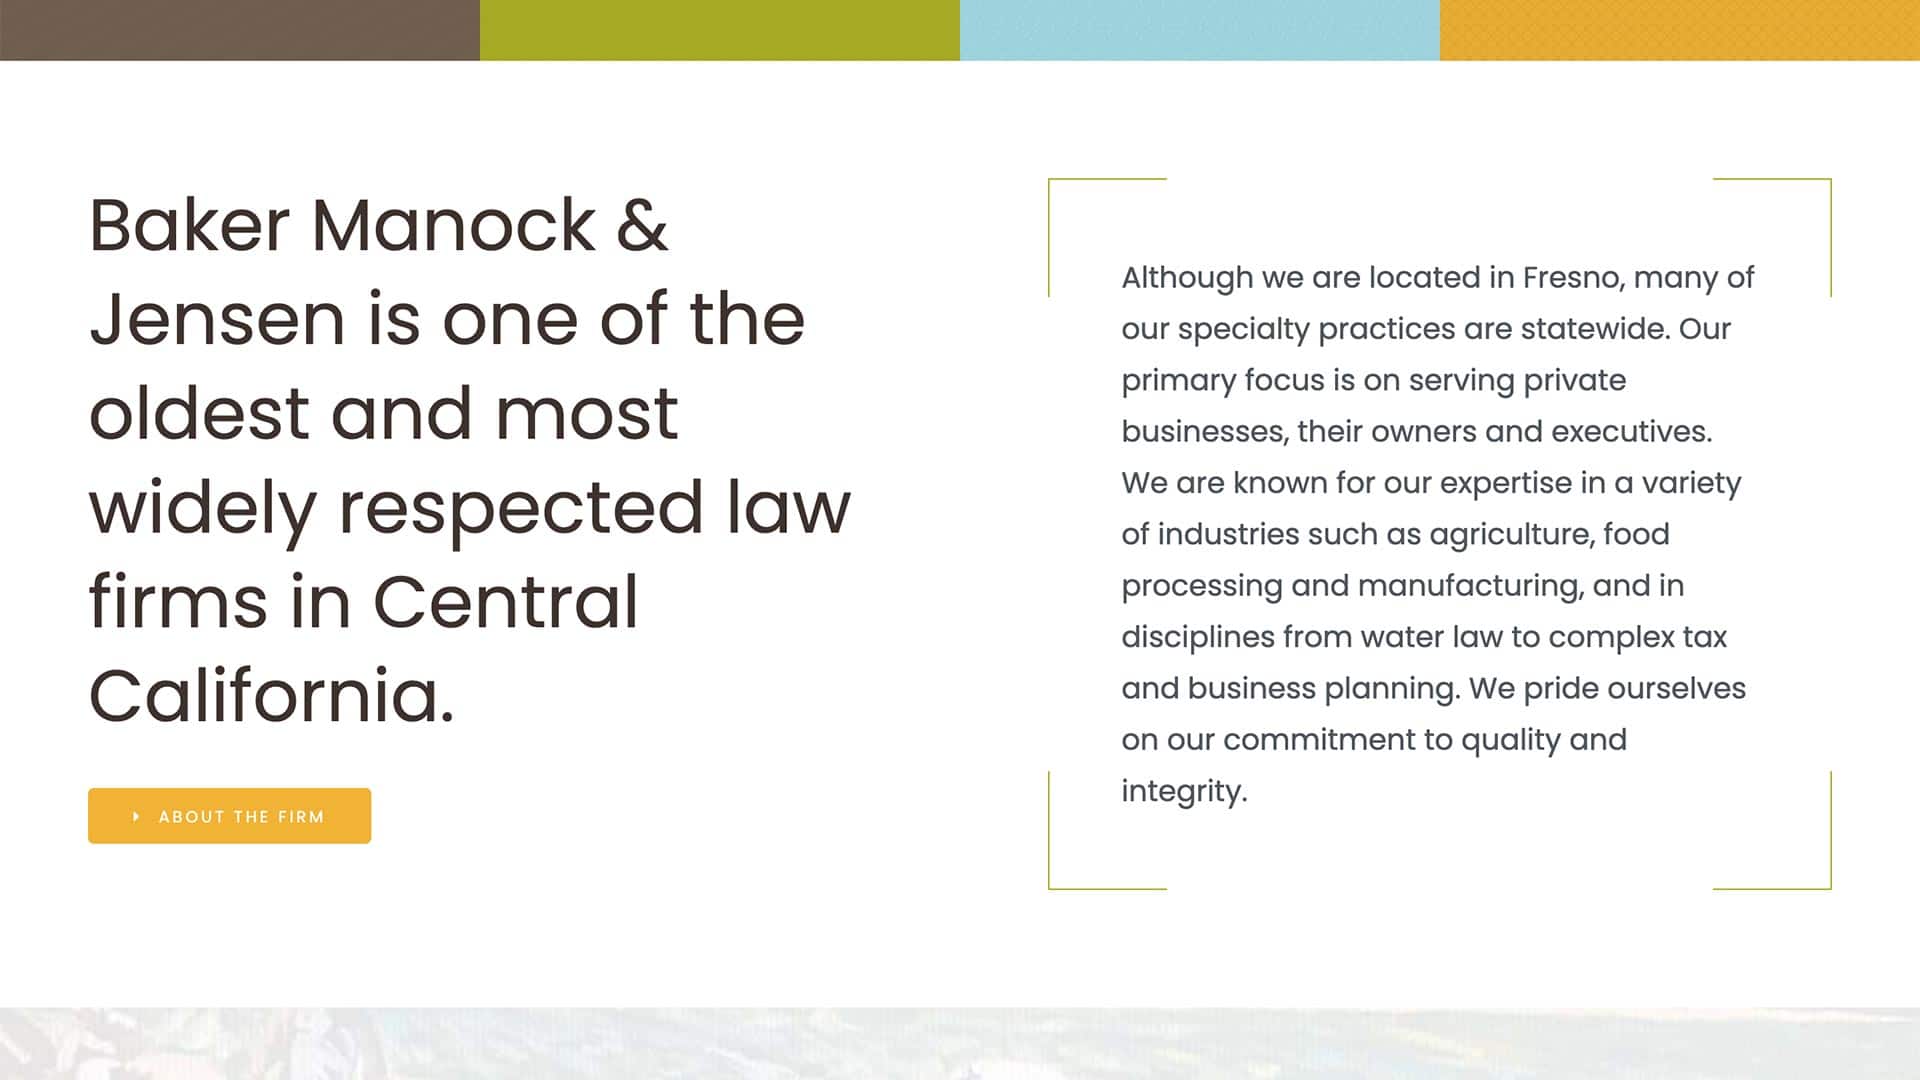 Baker Manock &
Jensen is one of the
oldest and most
widely respected law
firms in Central
California.
ABOUT THE FIRM
Although we are located in Fresno, many of
our specialty practices are statewide. Our
primary focus is on serving private
businesses, their owners and executives.
We are known for our expertise in a variety
of industries such as agriculture, food
processing and manufacturing, and in
disciplines from water law to complex tax
and business planning. We pride ourselves
on our commitment to quality and
integrity.